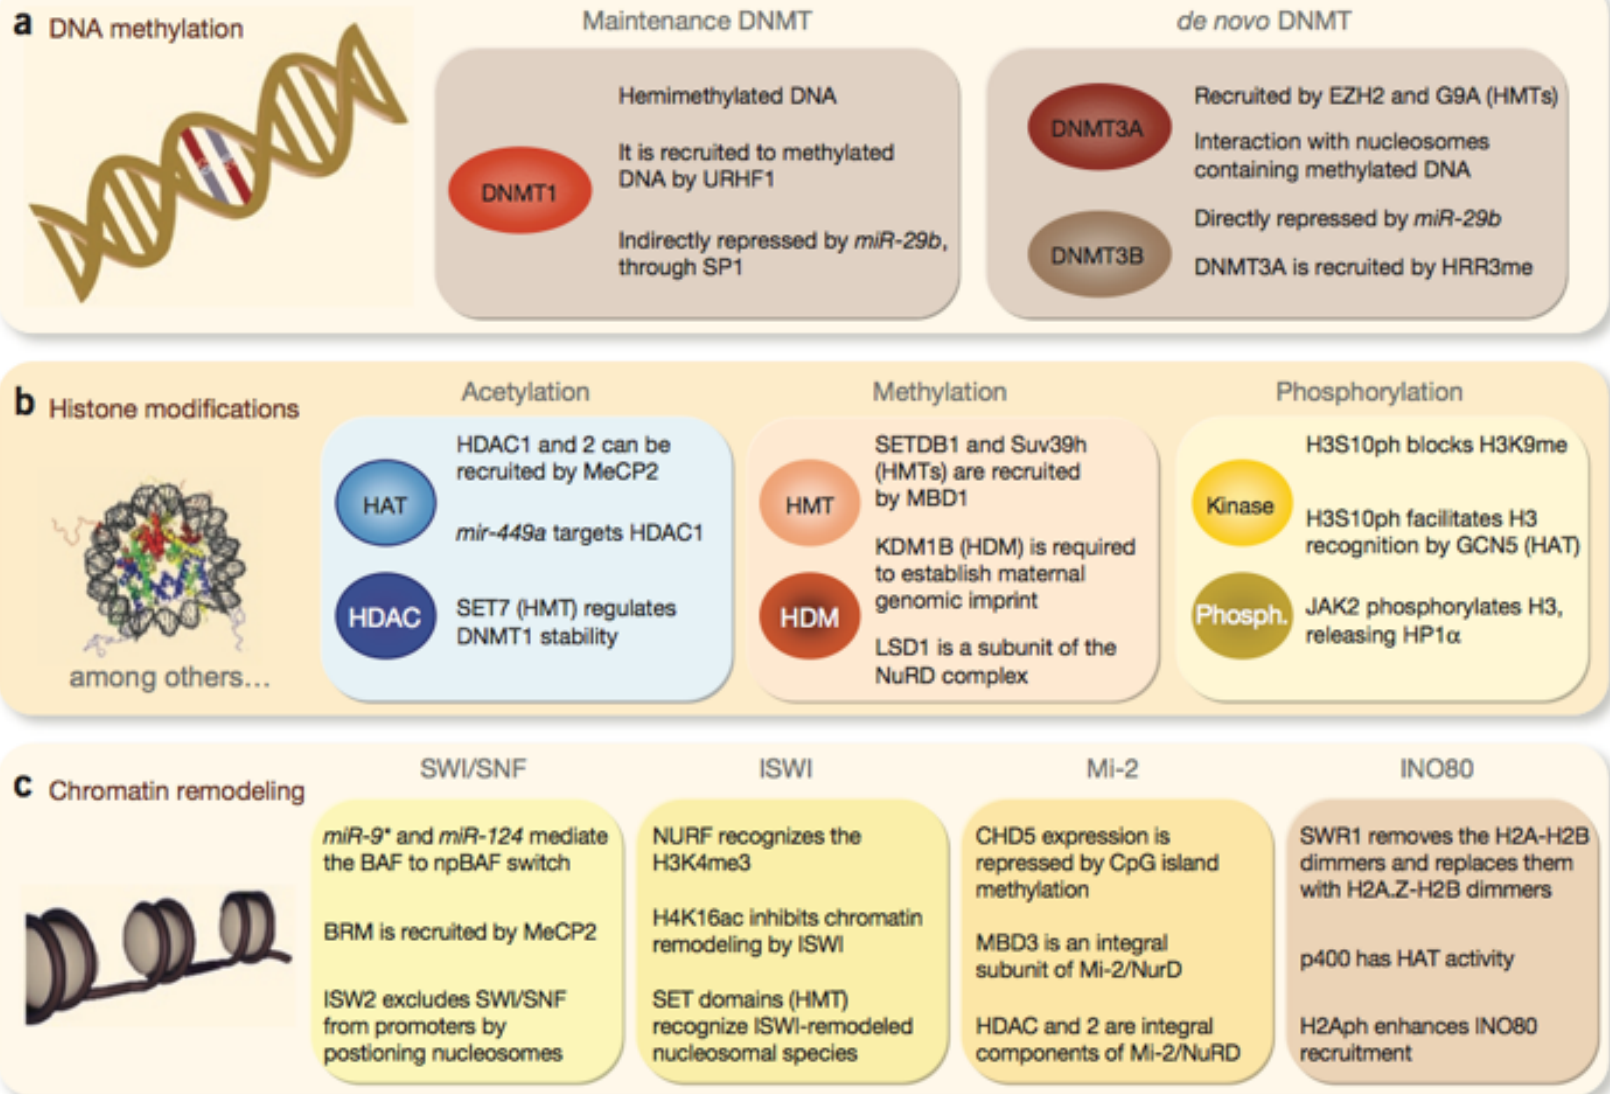 a DNA methylation
Maintenance DNMT
DNMT1
Hemimethylated DNA
It is recruited to methylated
DNA by URHF1
Indirectly repressed by miR-29b,
through SP1
de novo DNMT
DNMT3A
DNMT3B
Recruited by EZH2 and G9A (HMTs)
Interaction with nucleosomes
containing methylated DNA
Directly repressed by miR-29b
DNMT3A is recruited by HRR3me
b Histone modifications
among others...
Acetylation
HAT
HDAC
HDAC1 and 2 can be
recruited by MeCP2
mir-449a targets HDAC1
SET7 (HMT) regulates
DNMT1 stability
Methylation
HMT
HDM
SETDB1 and Suv39h
(HMTs) are recruited
by MBD1
KDM1B (HDM) is required
to establish maternal
genomic imprint
LSD1 is a subunit of the
NuRD complex
Phosphorylation
Kinase
Phosph.
H3S10ph blocks H3K9me
H3S10ph facilitates H3
recognition by GCN5 (HAT)
JAK2 phosphorylates H3,
releasing HP1α
c Chromatin remodeling
SWI/SNF
miR-9* and miR-124 mediate
the BAF to npBAF switch
BRM is recruited by MeCP2
ISW2 excludes SWI/SNF
from promoters by
postioning nucleosomes
ISWI
NURF recognizes the
H3K4me3
H4K16ac inhibits chromatin
remodeling by ISWI
SET domains (HMT)
recognize ISWI-remodeled
nucleosomal species
Mi-2
CHD5 expression is
repressed by CpG island
methylation
MBD3 is an integral
subunit of Mi-2/NurD
HDAC and 2 are integral
components of Mi-2/NuRD
INO80
SWR1 removes the H2A-H2B
dimmers and replaces them
with H2A.Z-H2B dimmers
p400 has HAT activity
H2Aph enhances INO80
recruitment